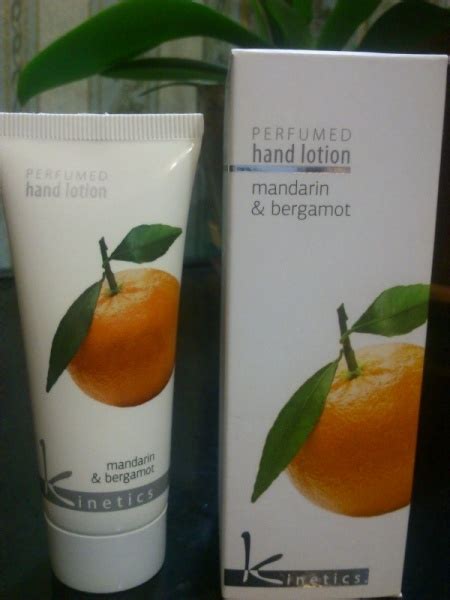 PERFUMED
hand lotion
mandarin
& bergamot
Kinetics
PERFUMED
hand lotion
mandarin
& bergamot
Kinetics